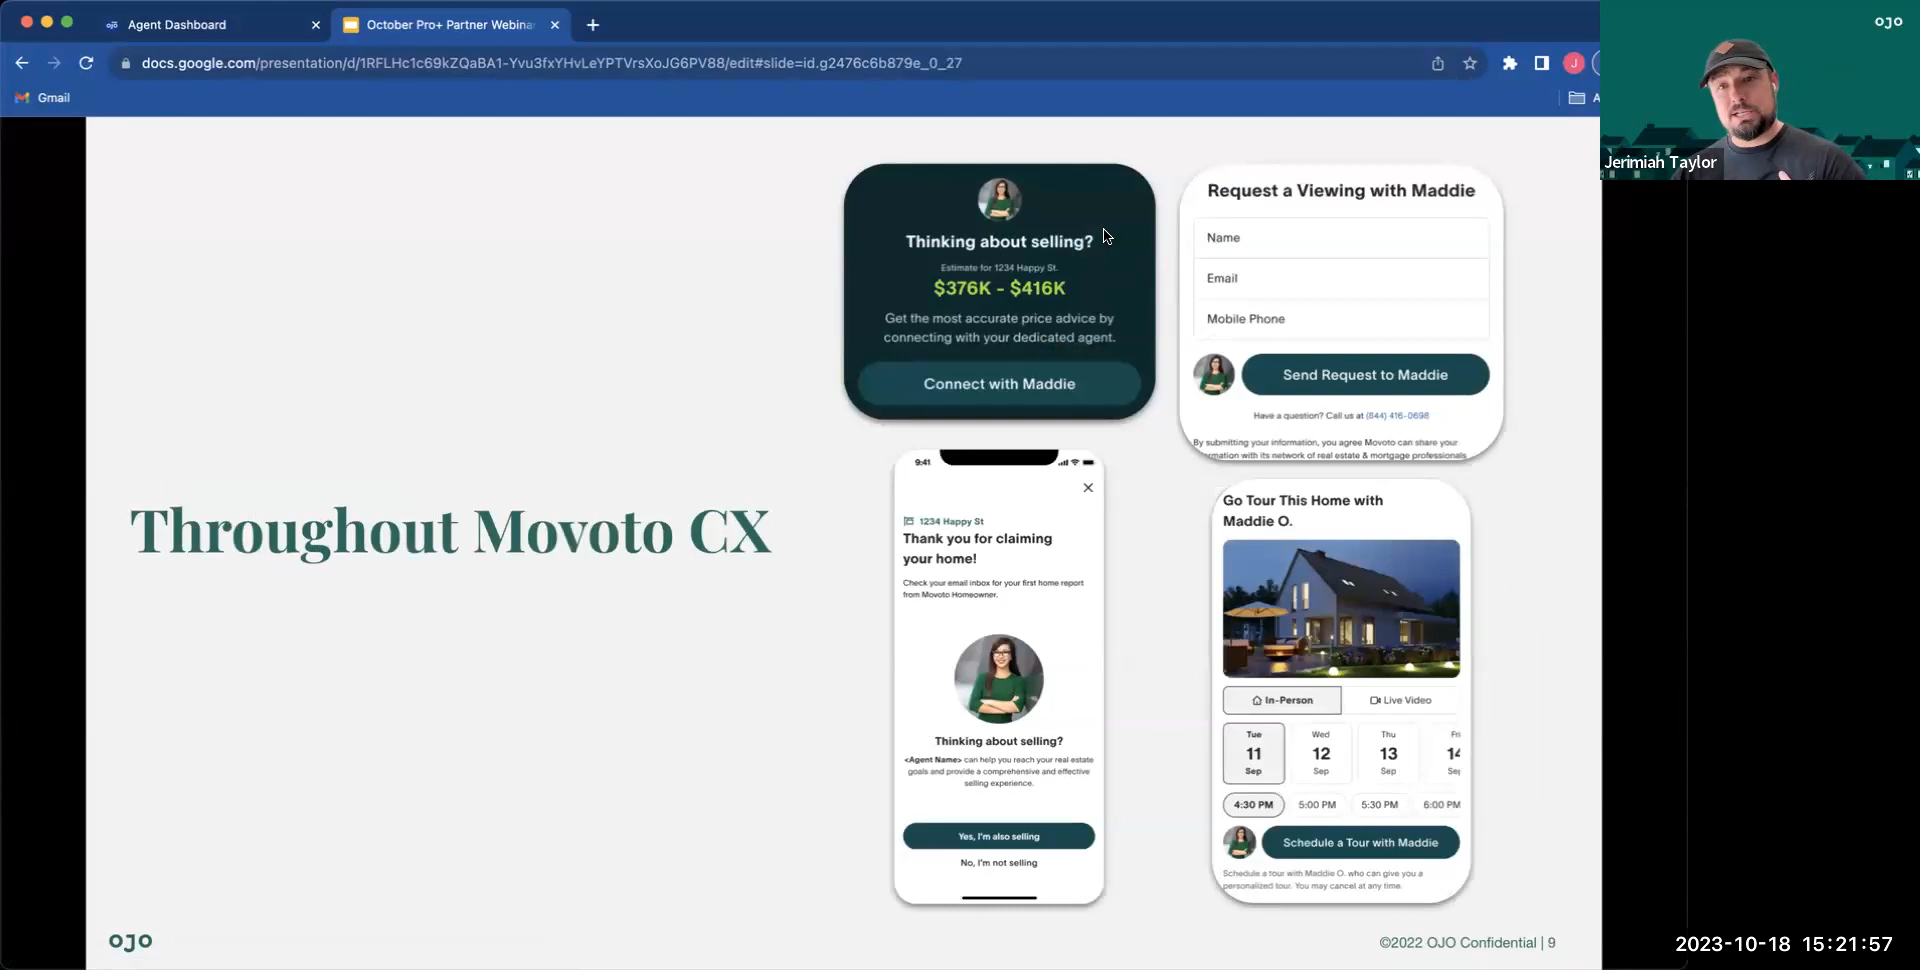 Agent Dashboard
October Pro+ Partner Webina
docs.google.com/presentation/d/1RFLHc1c69kZQaBA1-Yvu3fxYHvLeYPTVrsXoJG6PV88/edit#slide=id.g2476c6b879e_0_27
J
Gmail
A
ojo
Jerimiah Taylor
Throughout Movoto CX
Thinking about selling?
Estimate for 1234 Happy St.
$376K - $416K
Get the most accurate price advice by
connecting with your dedicated agent.
Connect with Maddie
Request a Viewing with Maddie
Name
Email
Mobile Phone
Send Request to Maddie
Have a question? Call us at (844) 416-0698
By submitting your information, you agree Movoto can share your
rmation with its network of real estate & mortgage professionals
9:41
1234 Happy St
Thank you for claiming
your home!
Check your email inbox for your first home report
from Movoto Homeowner.
Thinking about selling?
<Agent Name> can help you reach your real estate
goals and provide a comprehensive and effective
selling experience.
Yes, I'm also selling
No, I'm not selling
Go Tour This Home with
Maddie O.
In-Person
Live Video
Tue Wed Thu Fri
11 12 13 14
Sep Sep Sep Sep
4:30 PM 5:00 PM 5:30 PM 6:00 PM
Schedule a Tour with Maddie
Schedule a tour with Maddie O. who can give you a
personalized tour. You may cancel at any time.
ojo
©2022 OJO Confidential | 9
2023-10-18 15:21:57